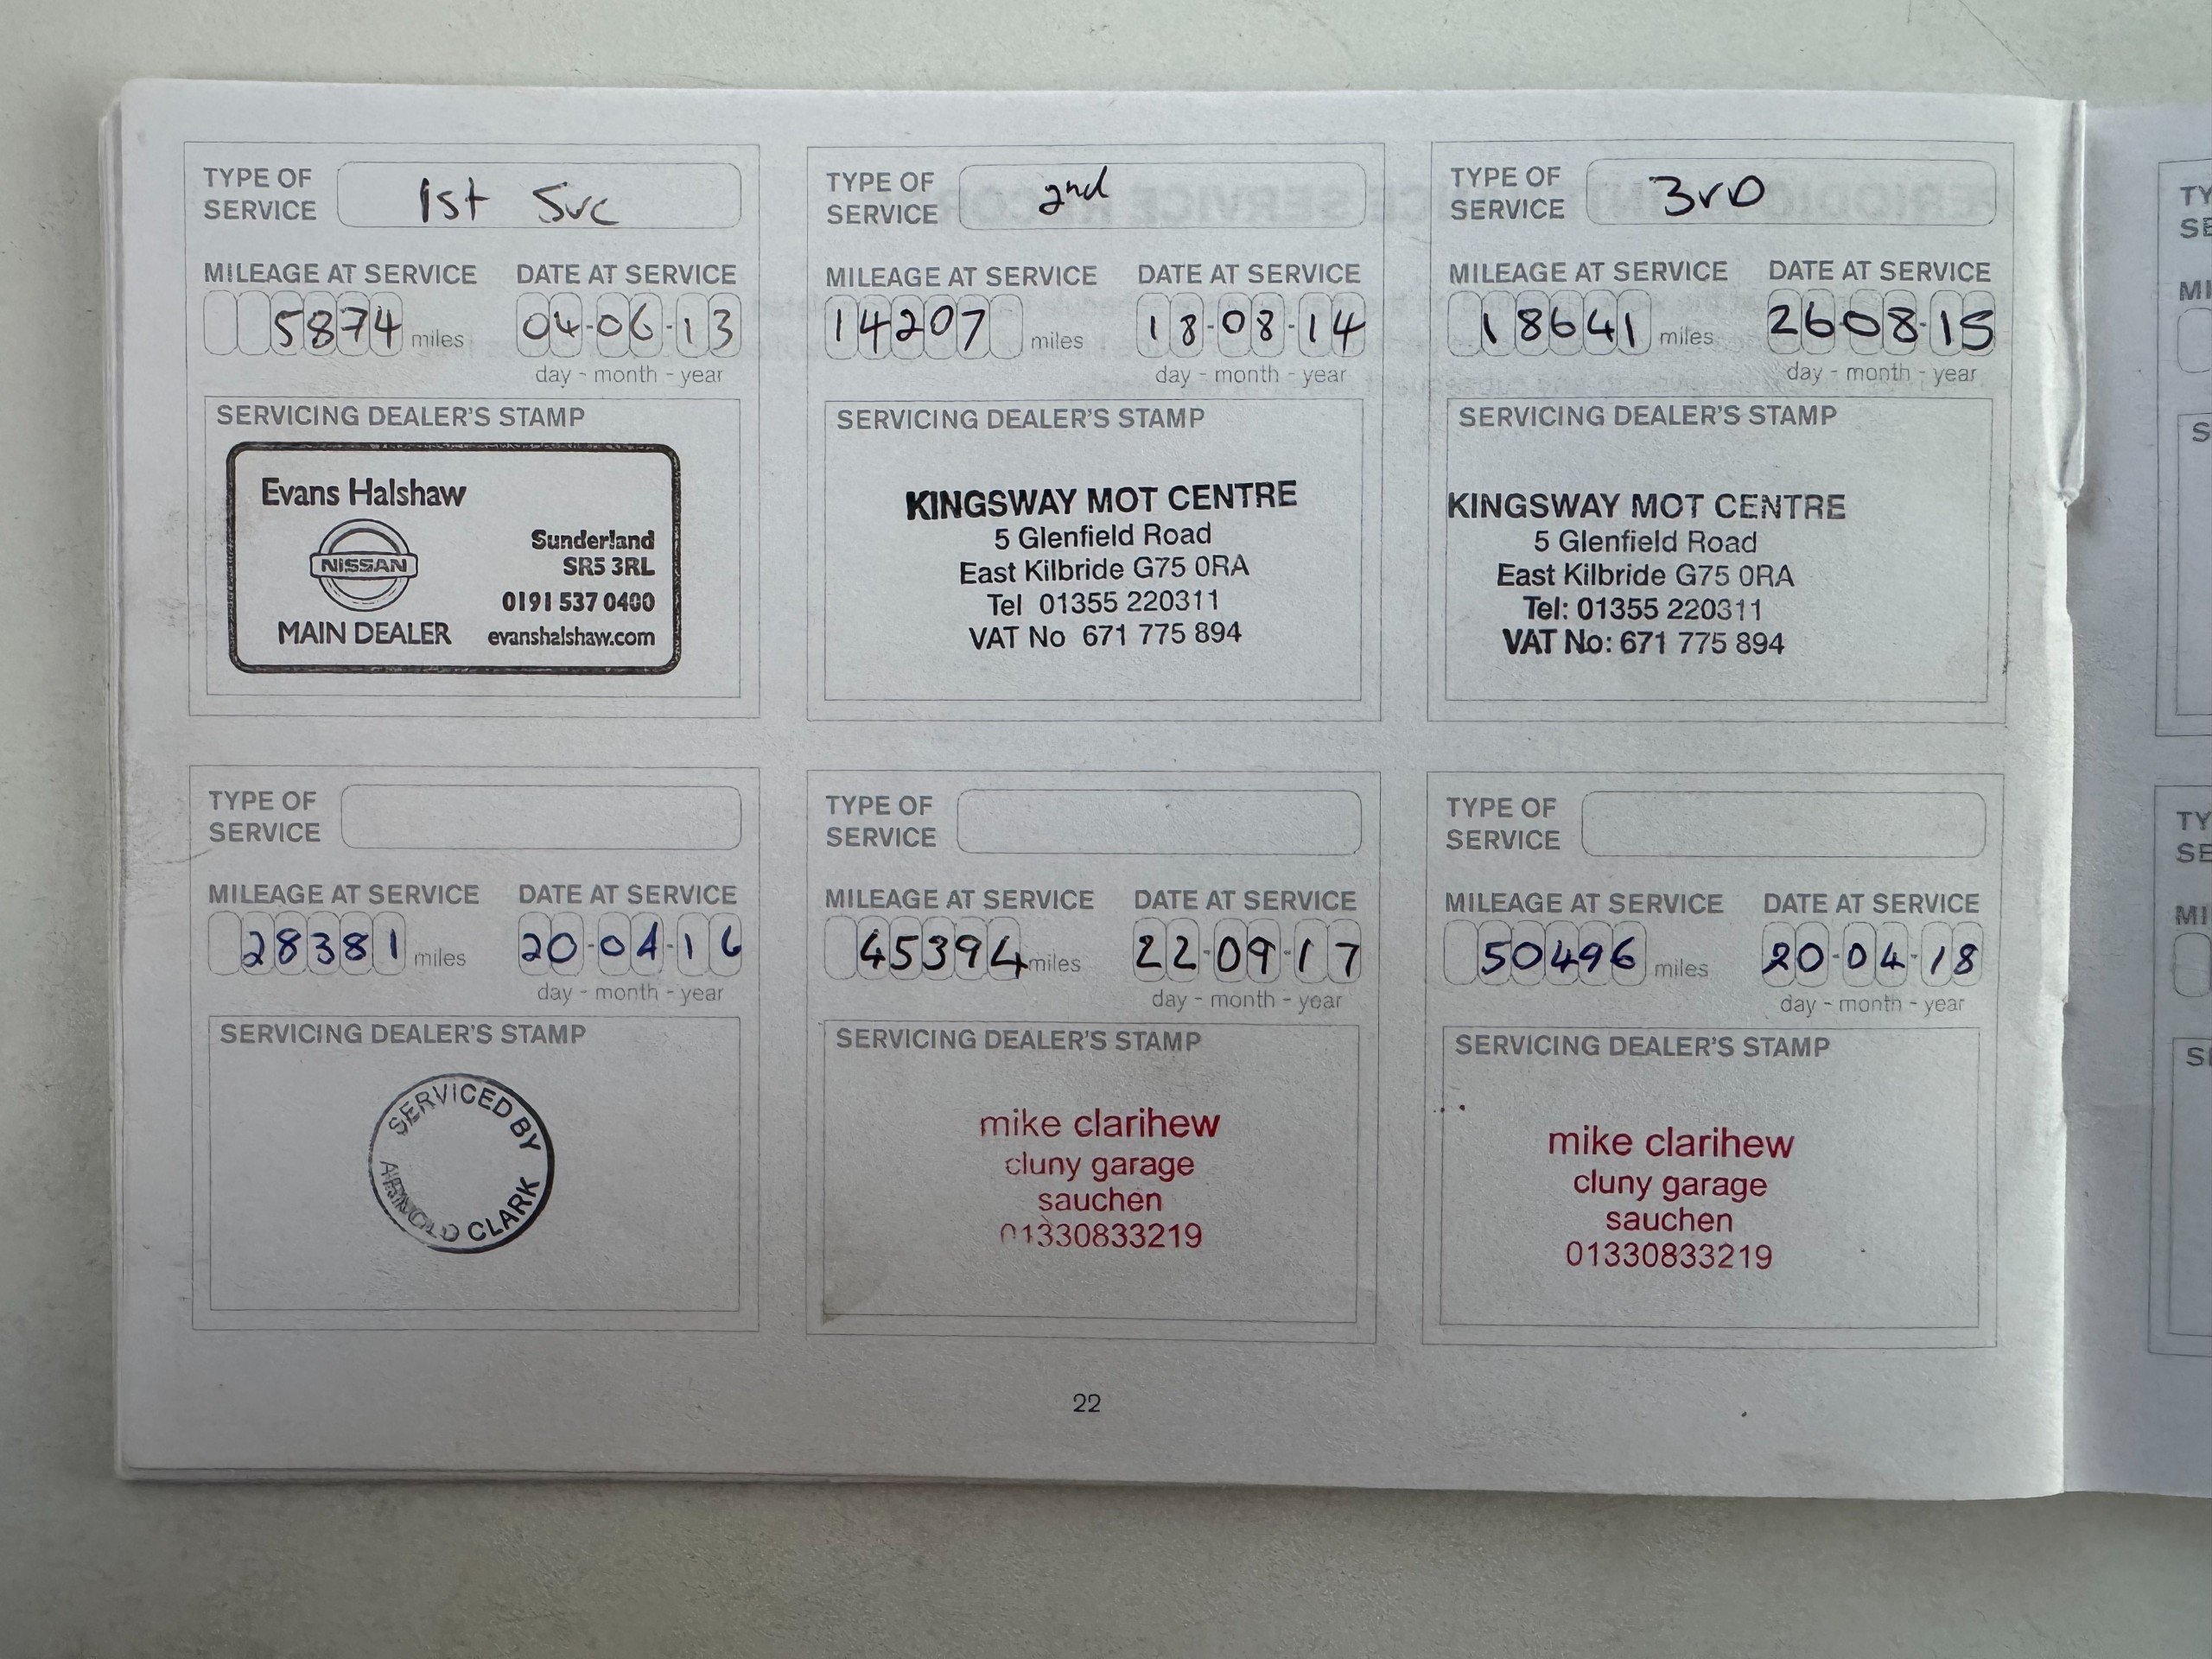 TYPE OF SERVICE 1st Svc
MILEAGE AT SERVICE DATE AT SERVICE
5874 miles 04-06-13
day - month - year
SERVICING DEALER'S STAMP
Evans Halshaw
NISSAN
MAIN DEALER
Sunderland
SR5 3RL
0191 537 0400
evanshalshaw.com
TYPE OF SERVICE 2nd
MILEAGE AT SERVICE DATE AT SERVICE
14207 miles 18-08-14
day - month - year
SERVICING DEALER'S STAMP
KINGSWAY MOT CENTRE
5 Glenfield Road
East Kilbride G75 0RA
Tel 01355 220311
VAT No 671 775 894
TYPE OF SERVICE 3rD
MILEAGE AT SERVICE DATE AT SERVICE
18641 miles 26-08-15
day - month - year
SERVICING DEALER'S STAMP
KINGSWAY MOT CENTRE
5 Glenfield Road
East Kilbride G75 0RA
Tel: 01355 220311
VAT No: 671 775 894
TYPE OF SERVICE
MILEAGE AT SERVICE DATE AT SERVICE
28381 miles 20-04-16
day - month - year
SERVICING DEALER'S STAMP
SERVICED BY
ARNOLD CLARK
TYPE OF SERVICE
MILEAGE AT SERVICE DATE AT SERVICE
45394 miles 22-09-17
day - month - year
SERVICING DEALER'S STAMP
mike clarihew
cluny garage
sauchen
01330833219
TYPE OF SERVICE
MILEAGE AT SERVICE DATE AT SERVICE
50496 miles 20-04-18
day - month - year
SERVICING DEALER'S STAMP
mike clarihew
cluny garage
sauchen
01330833219
22